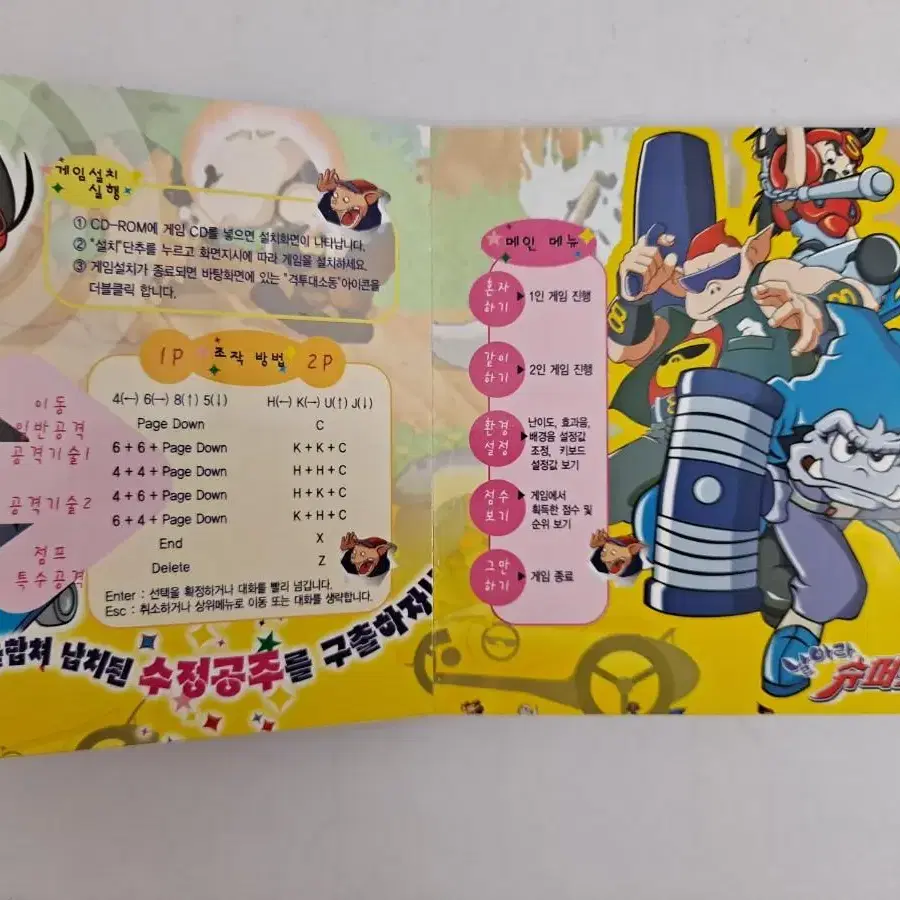 게임설치
실행
① CD-ROM에 게임 CD를 넣으면 설치화면이 나타납니다.
② "설치"단추를 누르고 화면지시에 따라 게임을 설치하세요.
③ 게임설치가 종료되면 바탕화면에 있는 "격투대소동"아이콘을
더블클릭 합니다.
1P 조작 방법 2P
이동 4(←) 6(→) 8(↑) 5(↓) H(←) K(→) U(↑) J(↓)
일반공격 Page Down C
공격기술1 6 + 6 + Page Down K + K + C
4 + 4 + Page Down H + H + C
공격기술2 4 + 6 + Page Down H + K + C
6 + 4 + Page Down K + H + C
점프 End X
특수공격 Delete Z
Enter : 선택을 확정하거나 대화를 빨리 넘깁니다.
Esc : 취소하거나 상위메뉴로 이동 또는 대화를 생략합니다.
합쳐 납치된 수정공주를 구출하자!
메인 메뉴
혼자
하기
1인 게임 진행
같이
하기
2인 게임 진행
환경
설정
난이도, 효과음,
배경음 설정값
조정, 키보드
설정값 보기
점수
보기
게임에서
획득한 점수 및
순위 보기
그만
하기
게임 종료
날아라
슈퍼